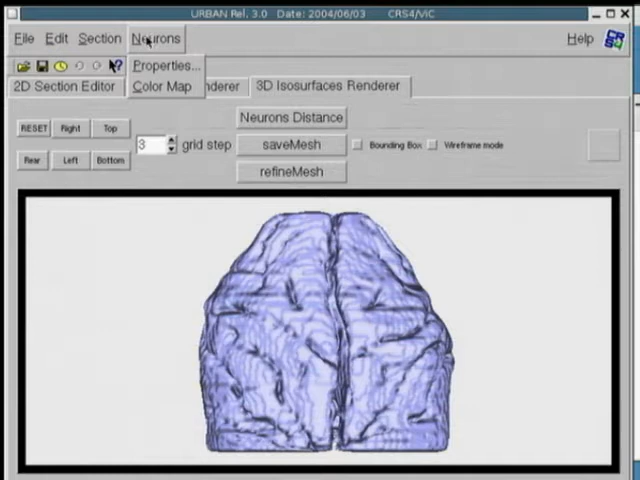 URBAN Rel. 3.0 Date: 2004/06/03 CRS4/ViC
File Edit Section Neurons Help
Properties...
2D Section Editor Color Map nderer 3D Isosurfaces Renderer
Neurons Distance
RESET Right Top
3 grid step saveMesh Bounding Box Wireframe mode
Rear Left Bottom
refineMesh